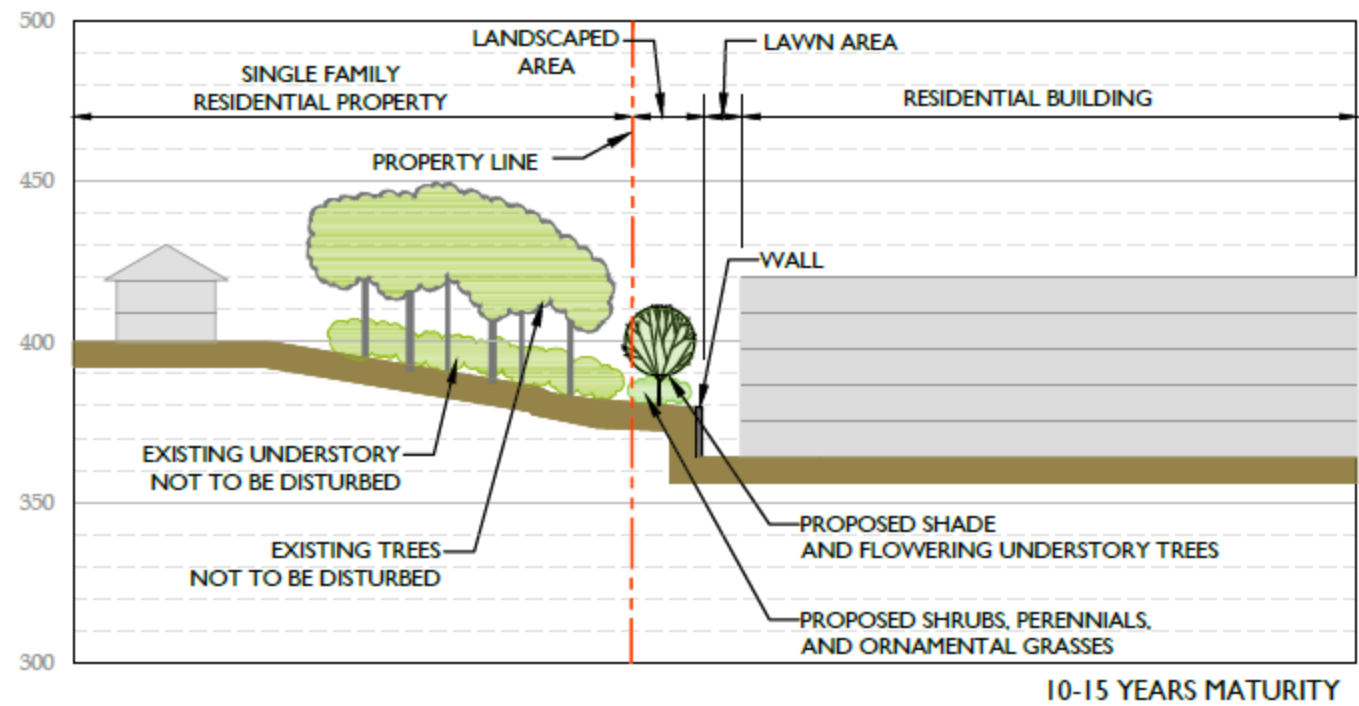 500
LANDSCAPED
AREA
LAWN AREA
SINGLE FAMILY
RESIDENTIAL PROPERTY
RESIDENTIAL BUILDING
PROPERTY LINE
450
WALL
400
EXISTING UNDERSTORY
NOT TO BE DISTURBED
350
PROPOSED SHADE
AND FLOWERING UNDERSTORY TREES
EXISTING TREES
NOT TO BE DISTURBED
PROPOSED SHRUBS, PERENNIALS,
AND ORNAMENTAL GRASSES
300
10-15 YEARS MATURITY